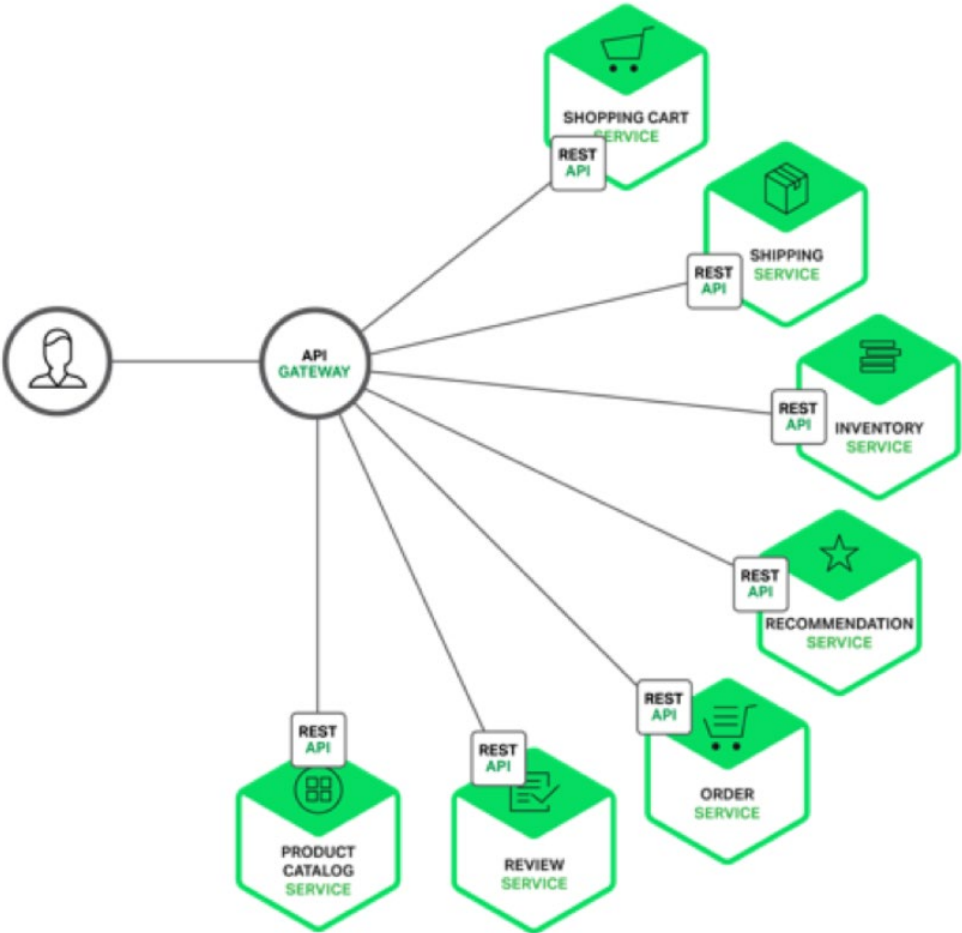 SHOPPING CART
SERVICE
REST
API
SHIPPING
SERVICE
REST
API
API
GATEWAY
REST
API
INVENTORY
SERVICE
REST
API
RECOMMENDATION
SERVICE
REST
API
ORDER
SERVICE
REST
API
REVIEW
SERVICE
REST
API
PRODUCT
CATALOG
SERVICE